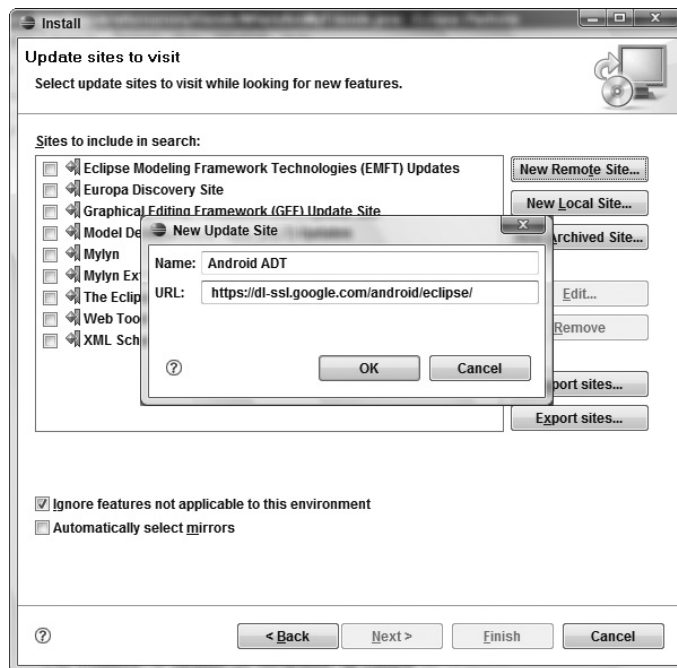 Install
Update sites to visit
Select update sites to visit while looking for new features.
Sites to include in search:
Eclipse Modeling Framework Technologies (EMFT) Updates
Europa Discovery Site
Graphical Editing Framework (GEF) Update Site
Model De
Mylyn
Mylyn Ex
The Eclip
Web Too
XML Sch
New Remote Site...
New Local Site...
Archived Site...
Edit...
Remove
port sites...
Export sites...
New Update Site
Name: Android ADT
URL: https://dl-ssl.google.com/android/eclipse/
OK
Cancel
Ignore features not applicable to this environment
Automatically select mirrors
< Back
Next >
Finish
Cancel